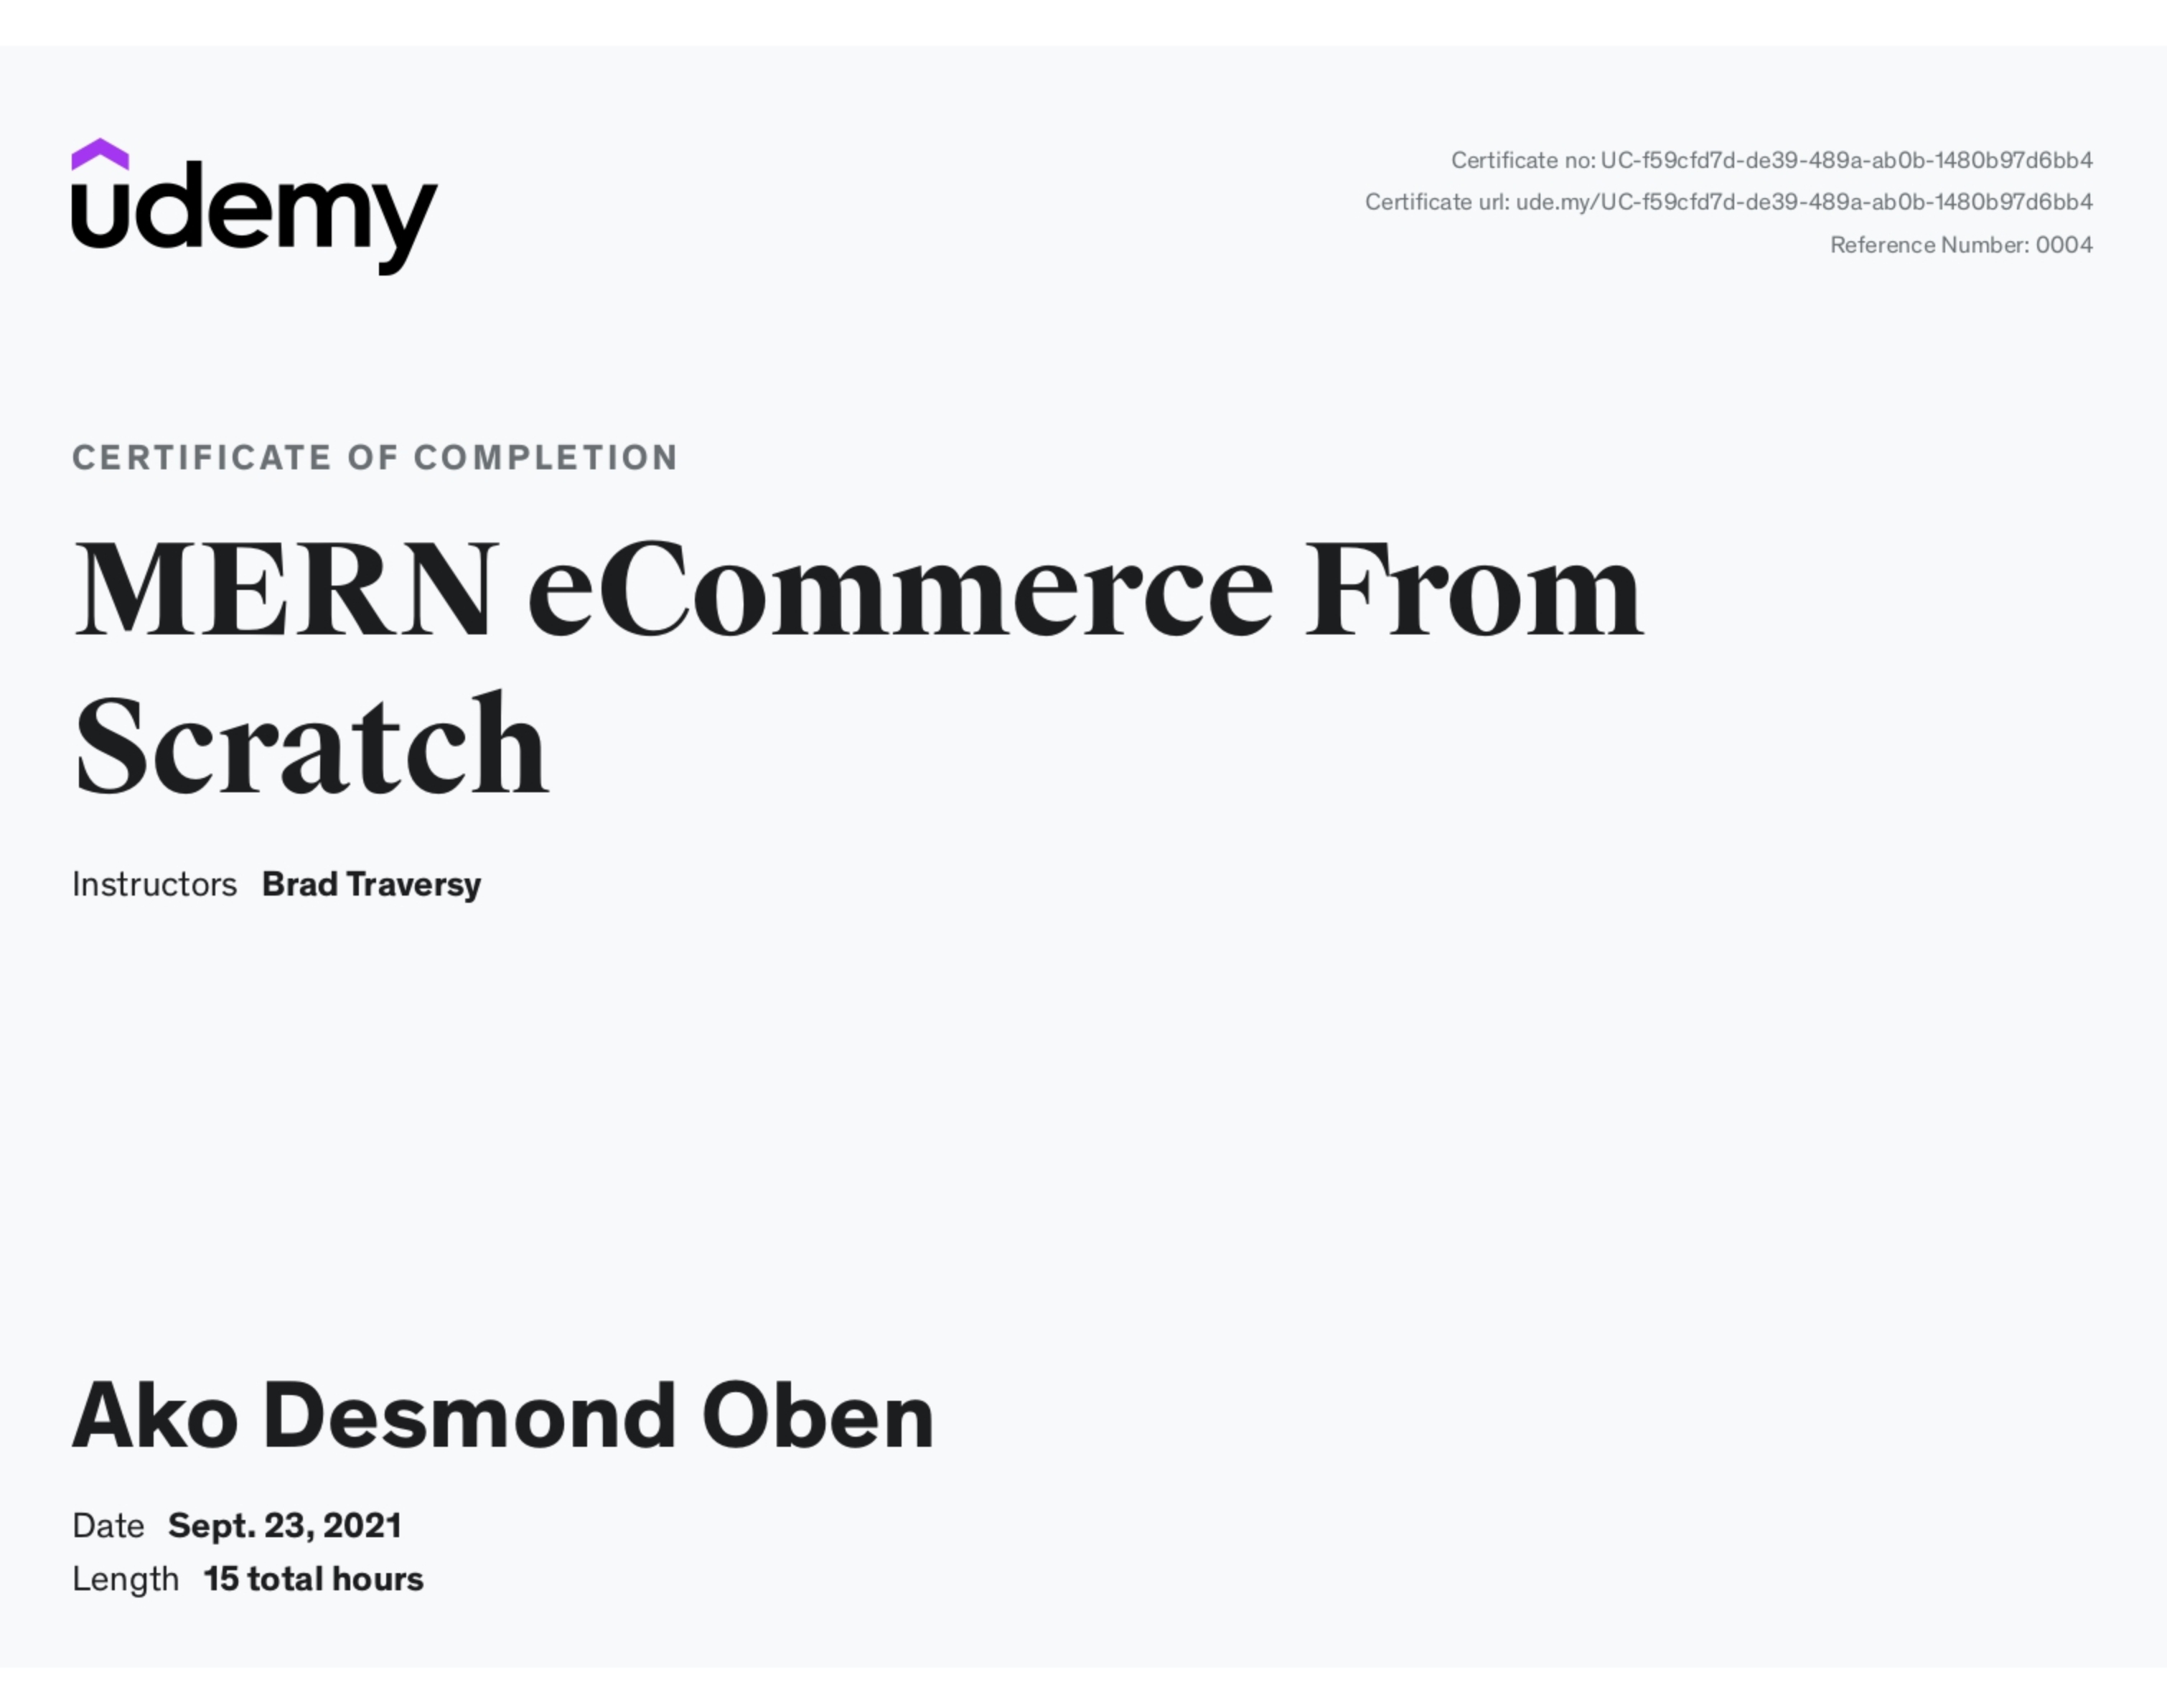 udemy
Certificate no: UC-f59cfd7d-de39-489a-ab0b-1480b97d6bb4
Certificate url: ude.my/UC-f59cfd7d-de39-489a-ab0b-1480b97d6bb4
Reference Number: 0004
CERTIFICATE OF COMPLETION
MERN eCommerce From
Scratch
Instructors Brad Traversy
Ako Desmond Oben
Date Sept. 23, 2021
Length 15 total hours